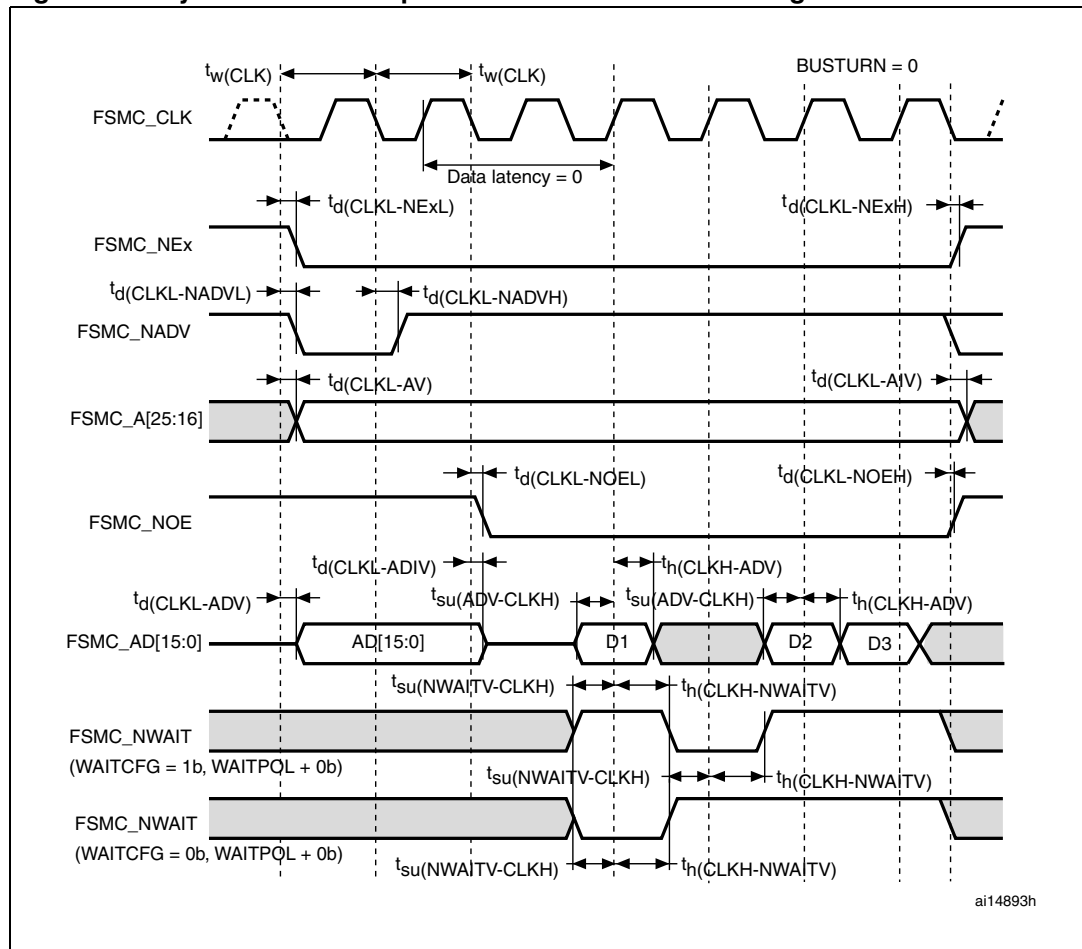 tw(CLK) tw(CLK) BUSTURN = 0
FSMC_CLK
Data latency = 0
td(CLKL-NExL) td(CLKL-NExH)
FSMC_NEx
td(CLKL-NADVL) td(CLKL-NADVH)
FSMC_NADV
td(CLKL-AV) td(CLKL-AIV)
FSMC_A[25:16]
td(CLKL-NOEL) td(CLKL-NOEH)
FSMC_NOE
td(CLKL-ADIV) th(CLKH-ADV)
td(CLKL-ADV) tsu(ADV-CLKH) tsu(ADV-CLKH) th(CLKH-ADV)
FSMC_AD[15:0] AD[15:0] D1 D2 D3
tsu(NWAITV-CLKH) th(CLKH-NWAITV)
FSMC_NWAIT
(WAITCFG = 1b, WAITPOL + 0b)
tsu(NWAITV-CLKH) th(CLKH-NWAITV)
FSMC_NWAIT
(WAITCFG = 0b, WAITPOL + 0b)
tsu(NWAITV-CLKH) th(CLKH-NWAITV)
ai14893h